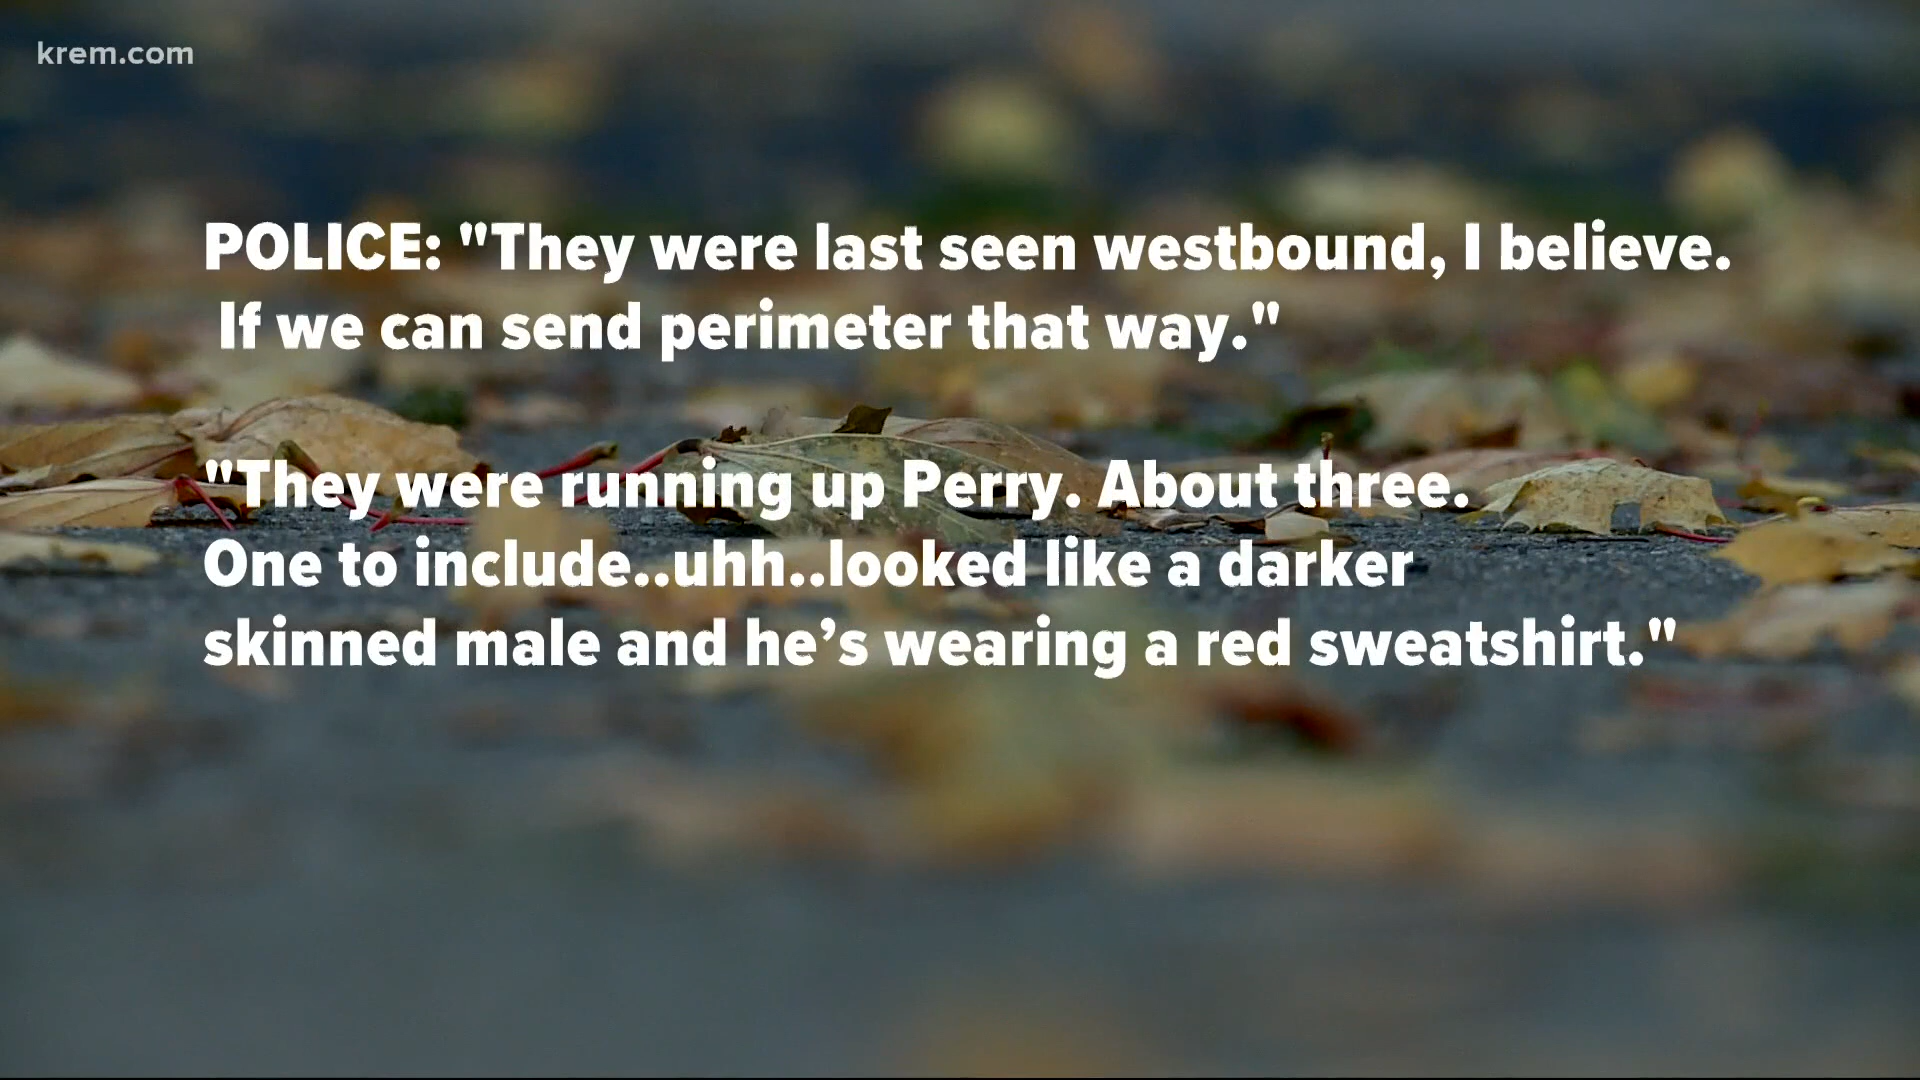 krem.com
POLICE: "They were last seen westbound, I believe.
If we can send perimeter that way."
"They were running up Perry. About three.
One to include..uhh..looked like a darker
skinned male and he’s wearing a red sweatshirt."